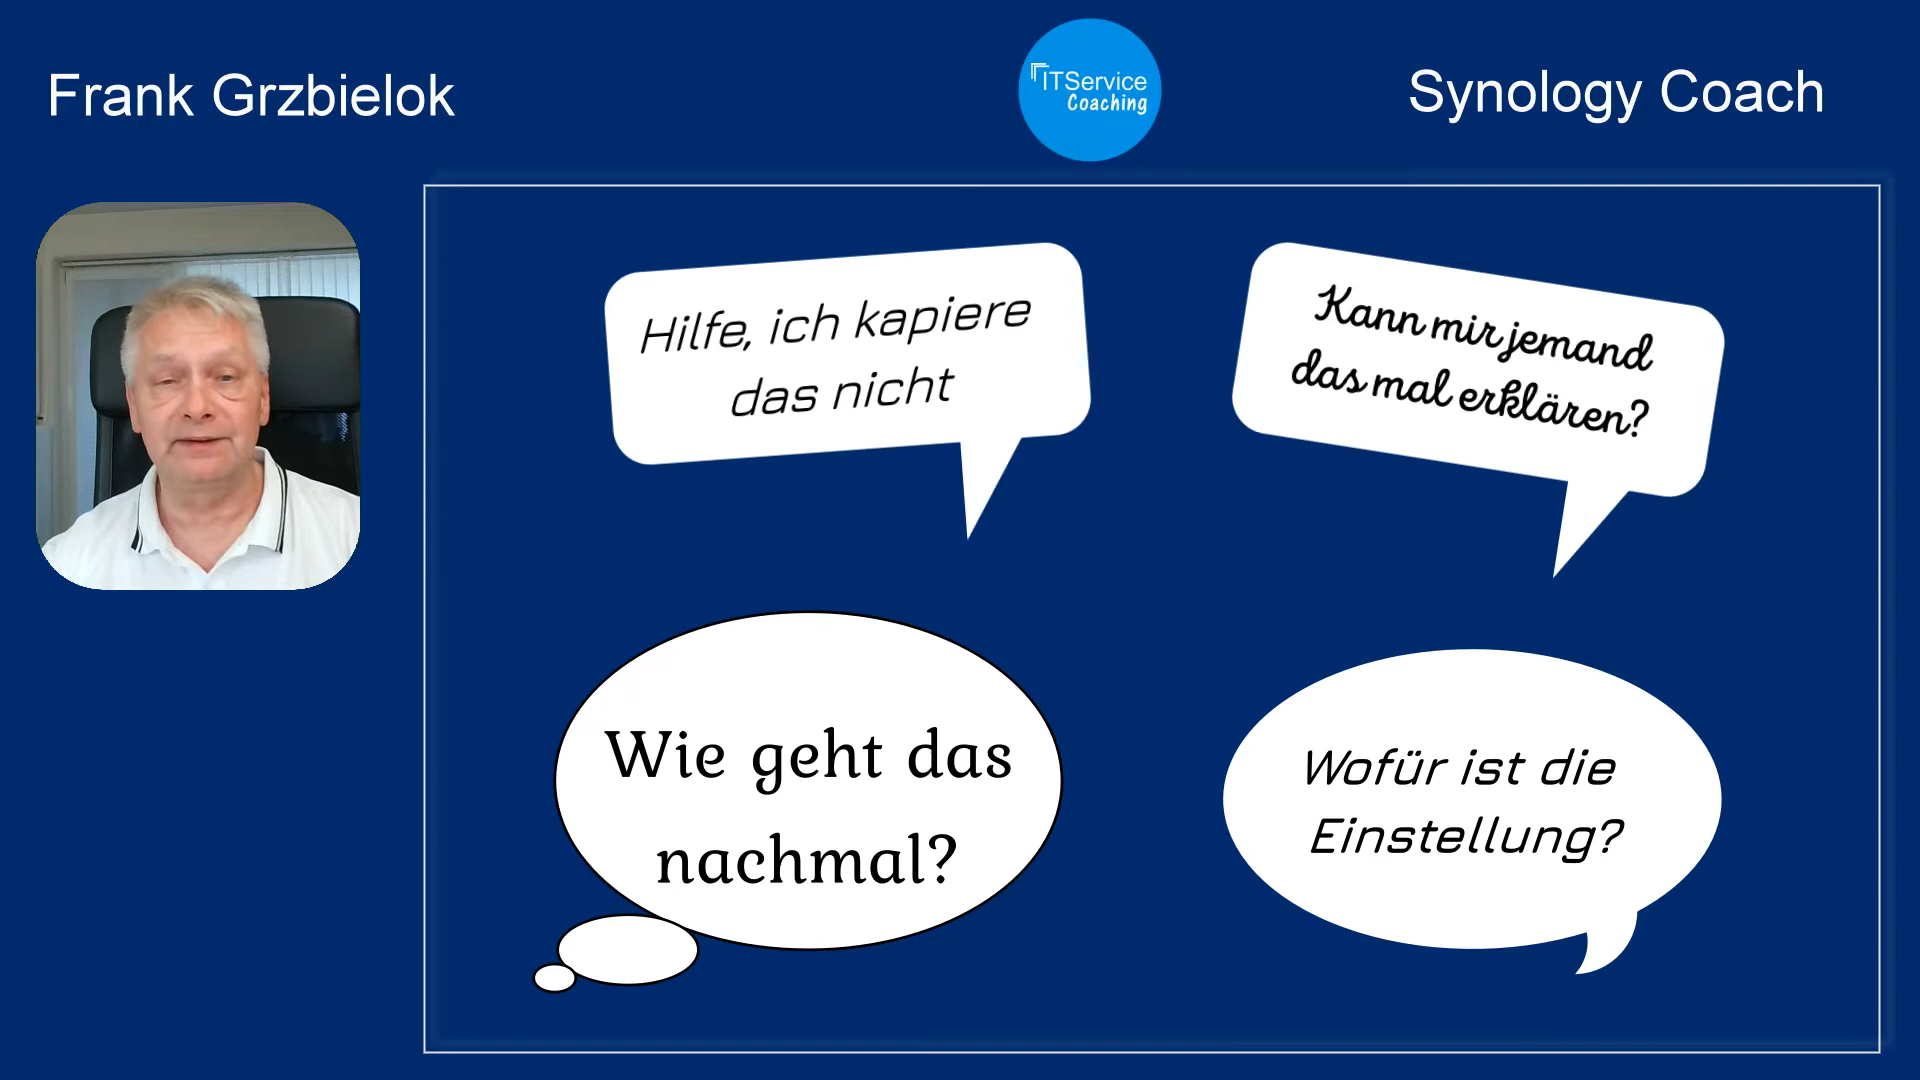 Frank Grzbielok
ITService
Coaching
Synology Coach
Hilfe, ich kapiere
das nicht
Kann mir jemand
das mal erklären?
Wie geht das
nachmal?
Wofür ist die
Einstellung?